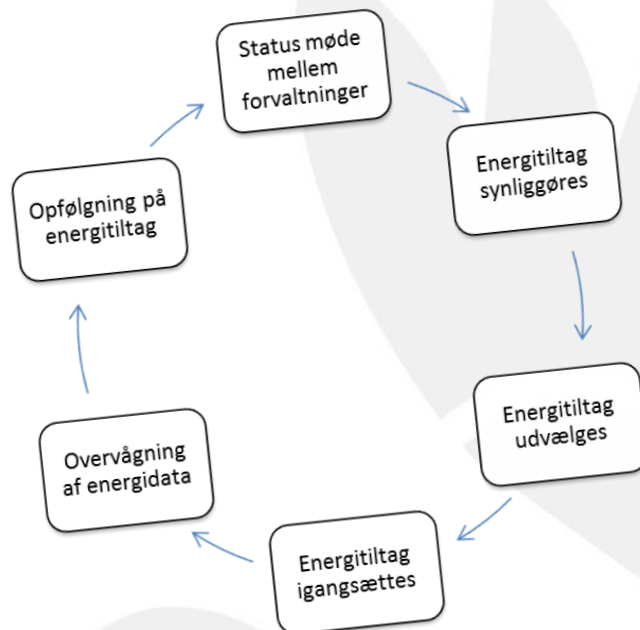 Status møde
mellem
forvaltninger
Energitiltag
synliggøres
Energitiltag
udvælges
Energitiltag
igangsættes
Overvågning
af energidata
Opfølgning på
energitiltag